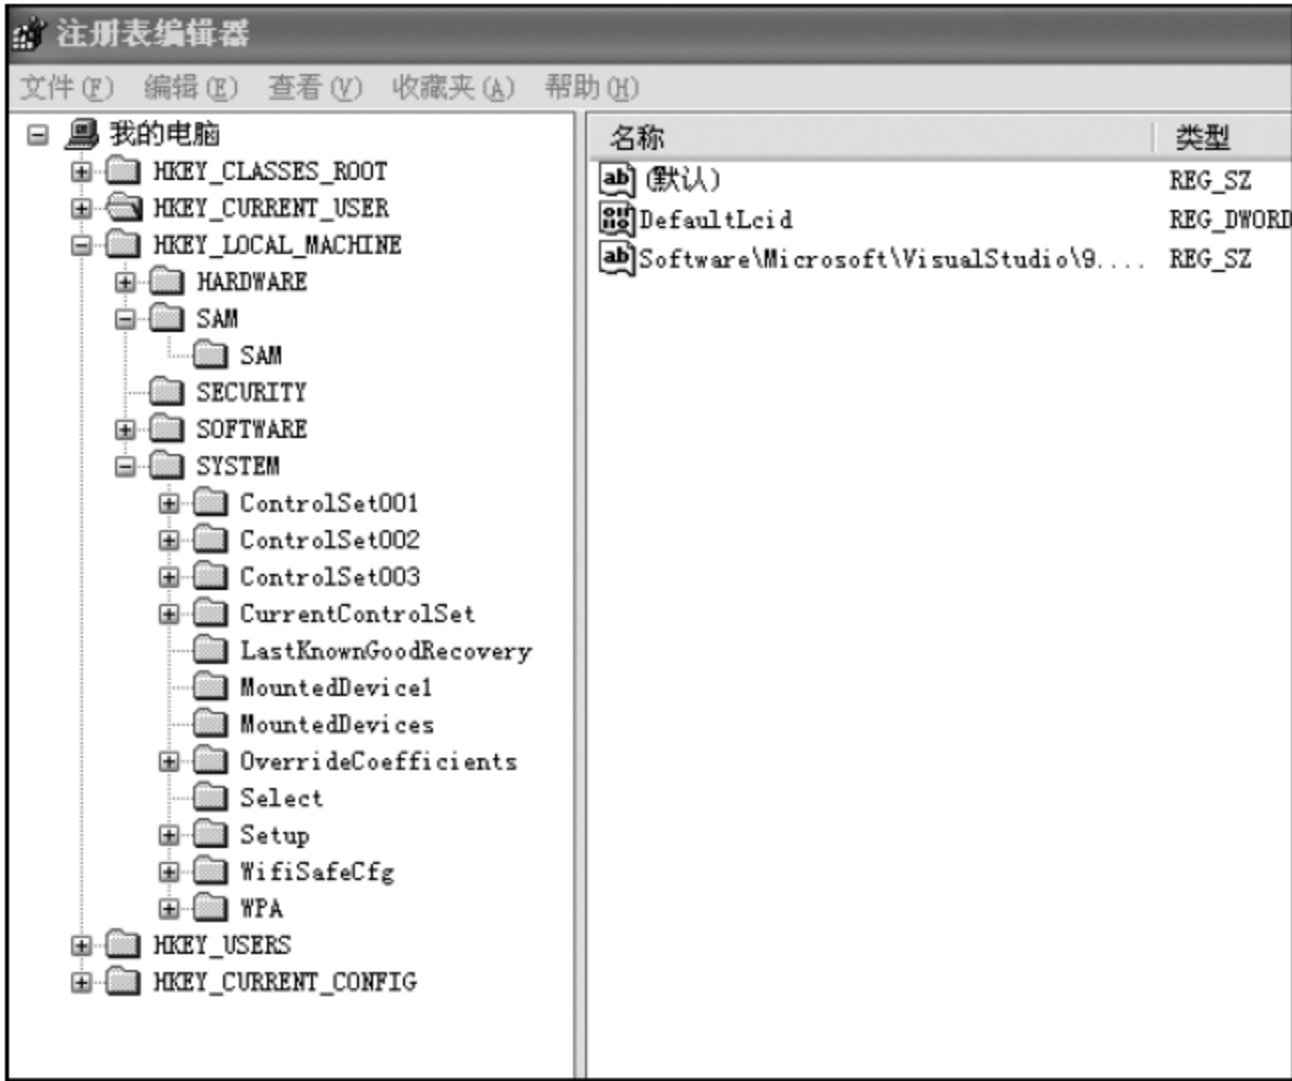 注册表编辑器
文件(F) 编辑(E) 查看(V) 收藏夹(A) 帮助(H)
我的电脑
HKEY_CLASSES_ROOT
HKEY_CURRENT_USER
HKEY_LOCAL_MACHINE
HARDWARE
SAM
SAM
SECURITY
SOFTWARE
SYSTEM
ControlSet001
ControlSet002
ControlSet003
CurrentControlSet
LastKnownGoodRecovery
MountedDevice1
MountedDevices
OverrideCoefficients
Select
Setup
WifiSafeCfg
WPA
HKEY_USERS
HKEY_CURRENT_CONFIG
名称 类型
(默认) REG_SZ
DefaultLcid REG_DWORD
Software\Microsoft\VisualStudio\9.... REG_SZ